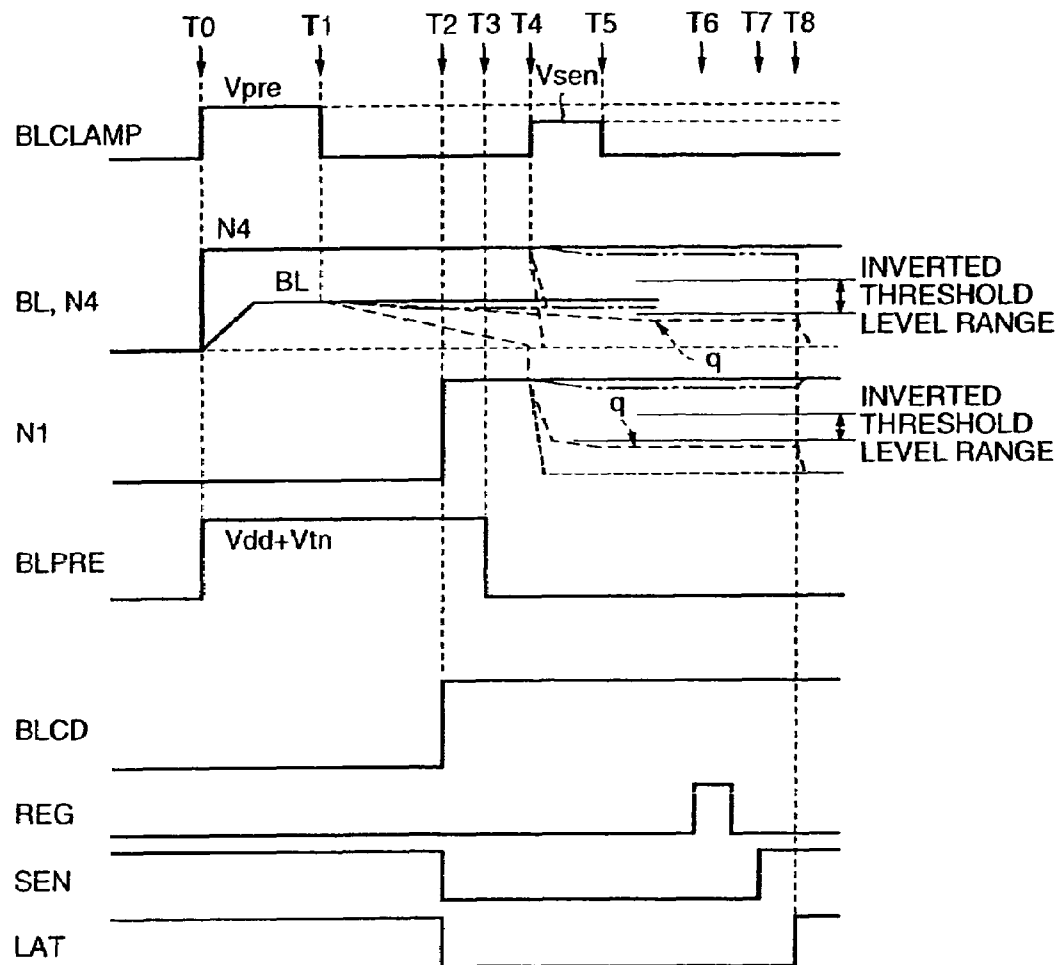 T0 T1 T2 T3 T4 T5 T6 T7 T8
Vpre
Vsen
BLCLAMP
N4
BL
BL, N4
INVERTED
THRESHOLD
LEVEL RANGE
q
N1
q
INVERTED
THRESHOLD
LEVEL RANGE
Vdd+Vtn
BLPRE
BLCD
REG
SEN
LAT